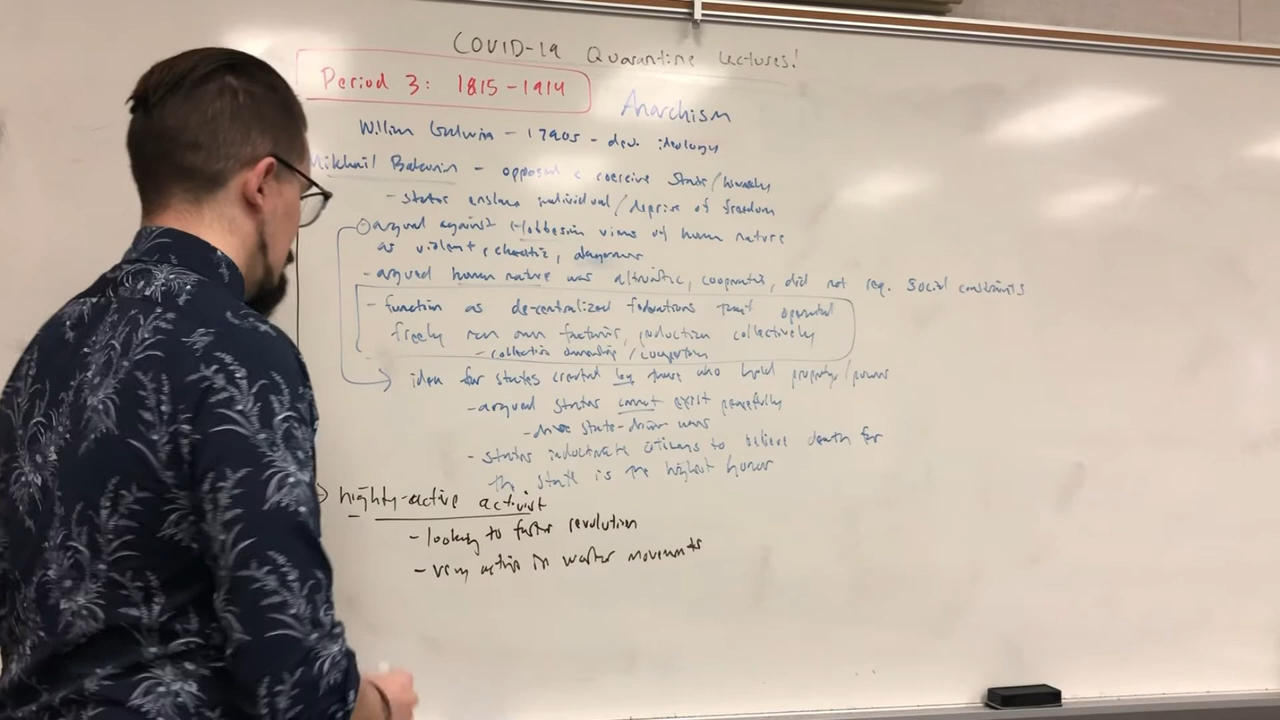 COVID-19 Quarantine Lectures!
Period 3: 1815-1914
Anarchism
William Godwin - 1790s - dev. ideology
Mikhail Bakunin - opposed coercive State/hierarchy
- states enslave individual/deprive of freedom
argued against Hobbesian views of human nature
as violent, chaotic, dangerous
- argued human nature was altruistic, cooperative, did not req. social constraints
- function as de-centralized federations that operated
freely run own factories, production collectively
- collective ownership/
idea for states created by those who hold property/power
- argued states cannot exist peacefully
- drive state-driven wars
- states indoctrinate citizens to believe death for
the state is the highest honor
highly-active activist
- looking to foster revolution
- very active in worker movements